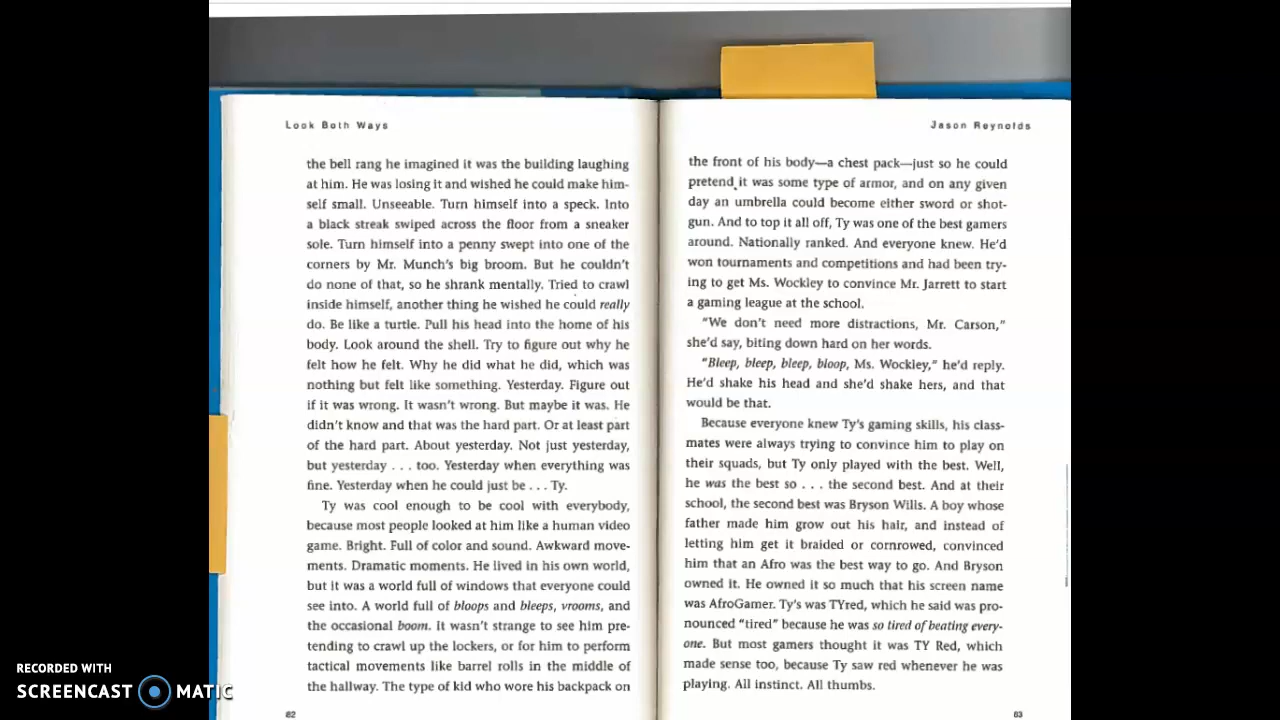 Look Both Ways
the bell rang he imagined it was the building laughing
at him. He was losing it and wished he could make him-
self small. Unseeable. Turn himself into a speck. Into
a black streak swiped across the floor from a sneaker
sole. Turn himself into a penny swept into one of the
corners by Mr. Munch's big broom. But he couldn't
do none of that, so he shrank mentally. Tried to crawl
inside himself, another thing he wished he could really
do. Be like a turtle. Pull his head into the home of his
body. Look around the shell. Try to figure out why he
felt how he felt. Why he did what he did, which was
nothing but felt like something. Yesterday. Figure out
if it was wrong. It wasn't wrong. But maybe it was. He
didn't know and that was the hard part. Or at least part
of the hard part. About yesterday. Not just yesterday,
but yesterday . . . too. Yesterday when everything was
fine. Yesterday when he could just be . . . Ty.
Ty was cool enough to be cool with everybody,
because most people looked at him like a human video
game. Bright. Full of color and sound. Awkward move-
ments. Dramatic moments. He lived in his own world,
but it was a world full of windows that everyone could
see into. A world full of bloops and bleeps, vrooms, and
the occasional boom. It wasn't strange to see him pre-
tending to crawl up the lockers, or for him to perform
tactical movements like barrel rolls in the middle of
the hallway. The type of kid who wore his backpack on
82
Jason Reynolds
the front of his body—a chest pack—just so he could
pretend it was some type of armor, and on any given
day an umbrella could become either sword or shot-
gun. And to top it all off, Ty was one of the best gamers
around. Nationally ranked. And everyone knew. He'd
won tournaments and competitions and had been try-
ing to get Ms. Wockley to convince Mr. Jarrett to start
a gaming league at the school.
"We don't need more distractions, Mr. Carson,"
she'd say, biting down hard on her words.
"Bleep, bleep, bleep, bloop, Ms. Wockley," he'd reply.
He'd shake his head and she'd shake hers, and that
would be that.
Because everyone knew Ty's gaming skills, his class-
mates were always trying to convince him to play on
their squads, but Ty only played with the best. Well,
he was the best so . . . the second best. And at their
school, the second best was Bryson Wills. A boy whose
father made him grow out his hair, and instead of
letting him get it braided or cornrowed, convinced
him that an Afro was the best way to go. And Bryson
owned it. He owned it so much that his screen name
was AfroGamer. Ty's was TYred, which he said was pro-
nounced "tired" because he was so tired of beating every-
one. But most gamers thought it was TY Red, which
made sense too, because Ty saw red whenever he was
playing. All instinct. All thumbs.
83
RECORDED WITH
SCREENCAST MATIC